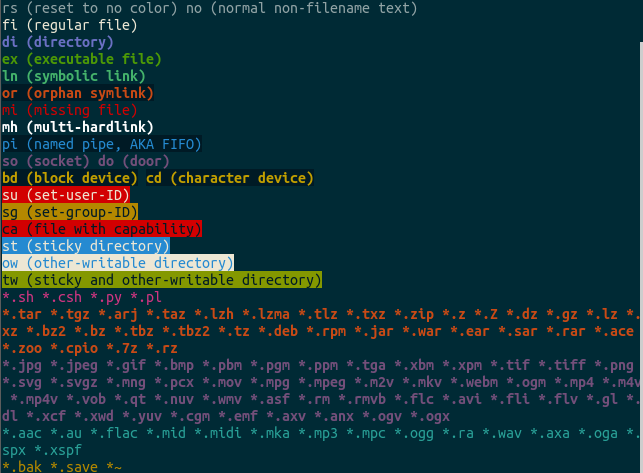 rs (reset to no color) no (normal non-filename text)
fi (regular file)
di (directory)
ex (executable file)
ln (symbolic link)
or (orphan symlink)
mi (missing file)
mh (multi-hardlink)
pi (named pipe, AKA FIFO)
so (socket) do (door)
bd (block device) cd (character device)
su (set-user-ID)
sg (set-group-ID)
ca (file with capability)
st (sticky directory)
ow (other-writable directory)
tw (sticky and other-writable directory)
*.sh *.csh *.py *.pl
*.tar *.tgz *.arj *.taz *.lzh *.lzma *.tlz *.txz *.zip *.z *.Z *.dz *.gz *.lz *.
xz *.bz2 *.bz *.tbz *.tbz2 *.tz *.deb *.rpm *.jar *.war *.ear *.sar *.rar *.ace
*.zoo *.cpio *.7z *.rz
*.jpg *.jpeg *.gif *.bmp *.pbm *.pgm *.ppm *.tga *.xbm *.xpm *.tif *.tiff *.png
*.svg *.svgz *.mng *.pcx *.mov *.mpg *.mpeg *.m2v *.mkv *.webm *.ogm *.mp4 *.m4v
*.mp4v *.vob *.qt *.nuv *.wmv *.asf *.rm *.rmvb *.flc *.avi *.fli *.flv *.gl *.
dl *.xcf *.xwd *.yuv *.cgm *.emf *.axv *.anx *.ogv *.ogx
*.aac *.au *.flac *.mid *.midi *.mka *.mp3 *.mpc *.ogg *.ra *.wav *.axa *.oga *.
spx *.xspf
*.bak *.save *~